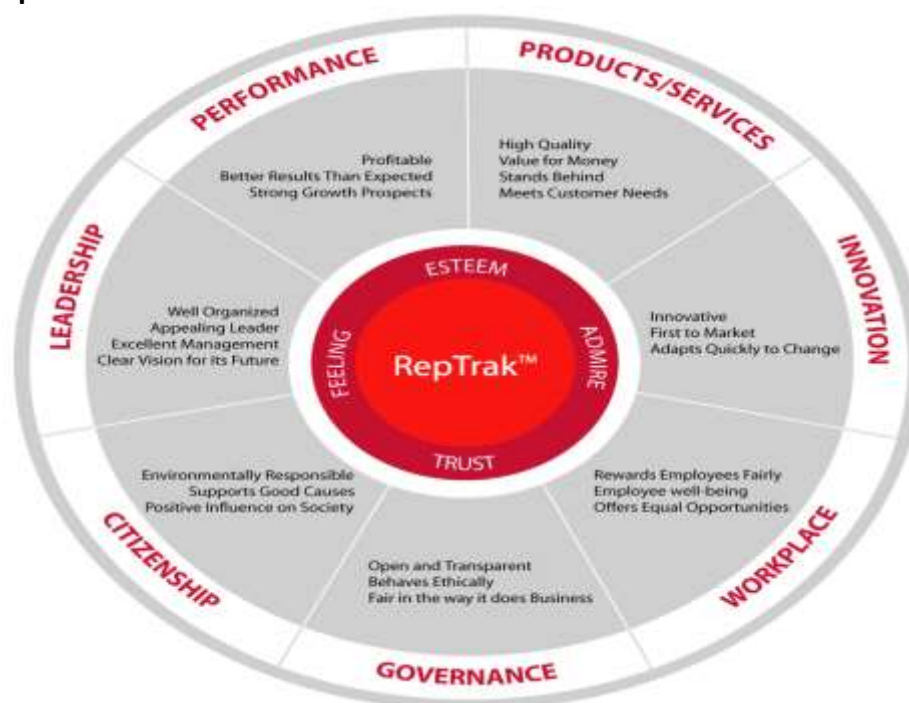 PERFORMANCE
Profitable
Better Results Than Expected
Strong Growth Prospects
PRODUCTS/SERVICES
High Quality
Value for Money
Stands Behind
Meets Customer Needs
INNOVATION
Innovative
First to Market
Adapts Quickly to Change
WORKPLACE
Rewards Employees Fairly
Employee well-being
Offers Equal Opportunities
GOVERNANCE
Open and Transparent
Behaves Ethically
Fair in the way it does Business
CITIZENSHIP
Environmentally Responsible
Supports Good Causes
Positive Influence on Society
LEADERSHIP
Well Organized
Appealing Leader
Excellent Management
Clear Vision for Its Future
ESTEEM
ADMIRE
TRUST
FEELING
RepTrak™